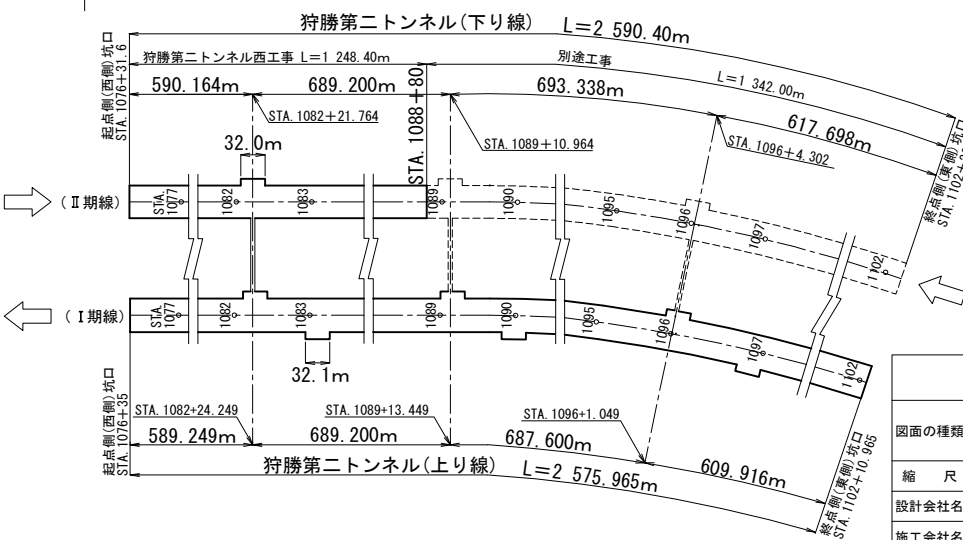 狩勝第二トンネル(下り線) L=2 590.40m
起点側(西側)坑口
STA.1076+31.6
狩勝第二トンネル西工事 L=1 248.40m
別途工事
L=1 342.00m
590.164m
689.200m
693.338m
617.698m
STA.1088+80
STA.1082+21.764
STA.1089+10.964
STA.1096+4.302
終点側(東側)坑口
32.0m
(Ⅱ期線)
STA.
1077
1082
1083
1089
1090
1095
1096
1097
1102
(Ⅰ期線)
STA.
1077
1082
1083
1089
1090
1095
1096
1097
1102
32.1m
起点側(西側)坑口
STA.1076+35
STA.1082+24.249
STA.1089+13.449
STA.1096+1.049
589.249m
689.200m
687.600m
609.916m
狩勝第二トンネル(上り線) L=2 575.965m
終点側(東側)坑口
STA.1102+10.965
図面の種類
縮 尺
設計会社名
施工会社名